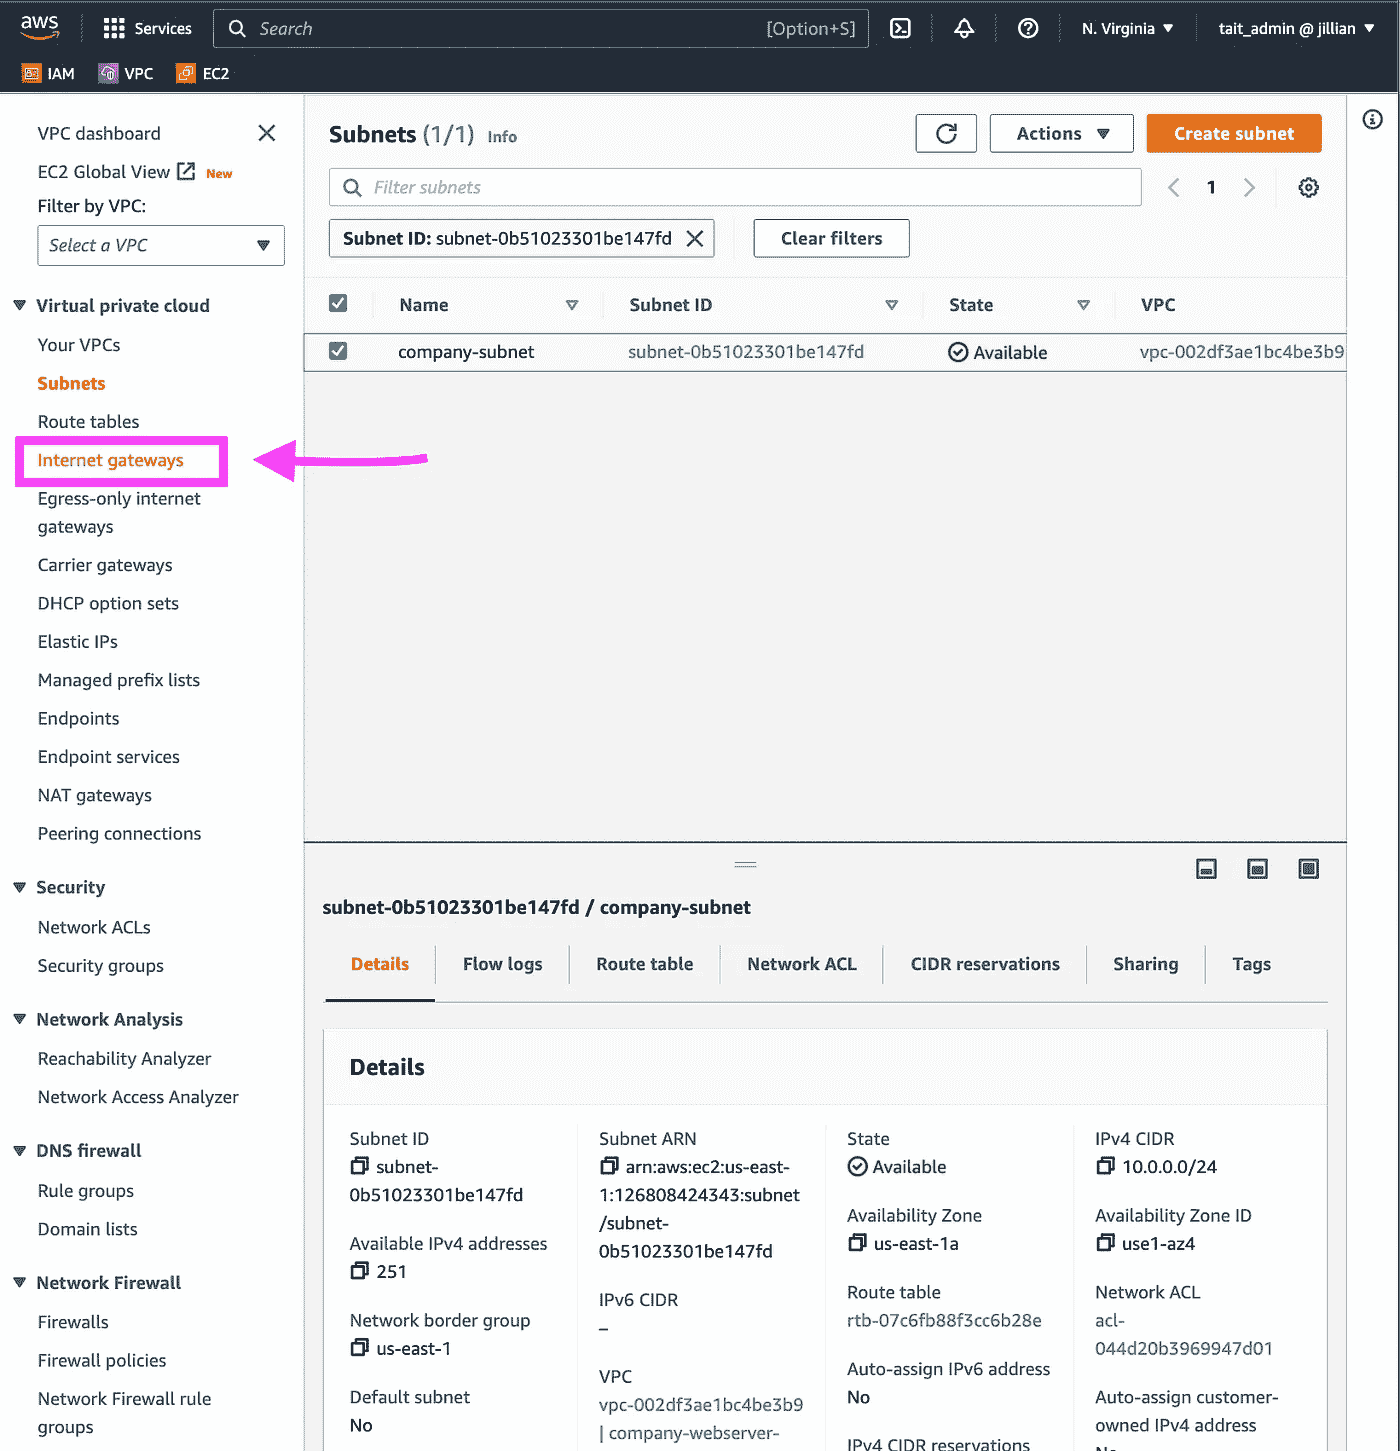 aws
Services
Search
[Option+S]
N. Virginia
tait_admin @ jillian
IAM
VPC
EC2
VPC dashboard
EC2 Global View
New
Filter by VPC:
Select a VPC
Virtual private cloud
Your VPCs
Subnets
Route tables
Internet gateways
Egress-only internet
gateways
Carrier gateways
DHCP option sets
Elastic IPs
Managed prefix lists
Endpoints
Endpoint services
NAT gateways
Peering connections
Security
Network ACLs
Security groups
Network Analysis
Reachability Analyzer
Network Access Analyzer
DNS firewall
Rule groups
Domain lists
Network Firewall
Firewalls
Firewall policies
Network Firewall rule
groups
Subnets (1/1) Info
Actions
Create subnet
Filter subnets
1
Subnet ID: subnet-0b51023301be147fd
Clear filters
Name
Subnet ID
State
VPC
company-subnet
subnet-0b51023301be147fd
Available
vpc-002df3ae1bc4be3b9
subnet-0b51023301be147fd / company-subnet
Details
Flow logs
Route table
Network ACL
CIDR reservations
Sharing
Tags
Details
Subnet ID
subnet-
0b51023301be147fd
Available IPv4 addresses
251
Network border group
us-east-1
Default subnet
No
Subnet ARN
arn:aws:ec2:us-east-
1:126808424343:subnet
/subnet-
0b51023301be147fd
IPv6 CIDR
–
VPC
vpc-002df3ae1bc4be3b9
| company-webserver-
State
Available
Availability Zone
us-east-1a
Route table
rtb-07c6fb88f3cc6b28e
Auto-assign IPv6 address
No
IPv4 CIDR reservations
IPv4 CIDR
10.0.0.0/24
Availability Zone ID
use1-az4
Network ACL
acl-
044d20b3969947d01
Auto-assign customer-
owned IPv4 address
No